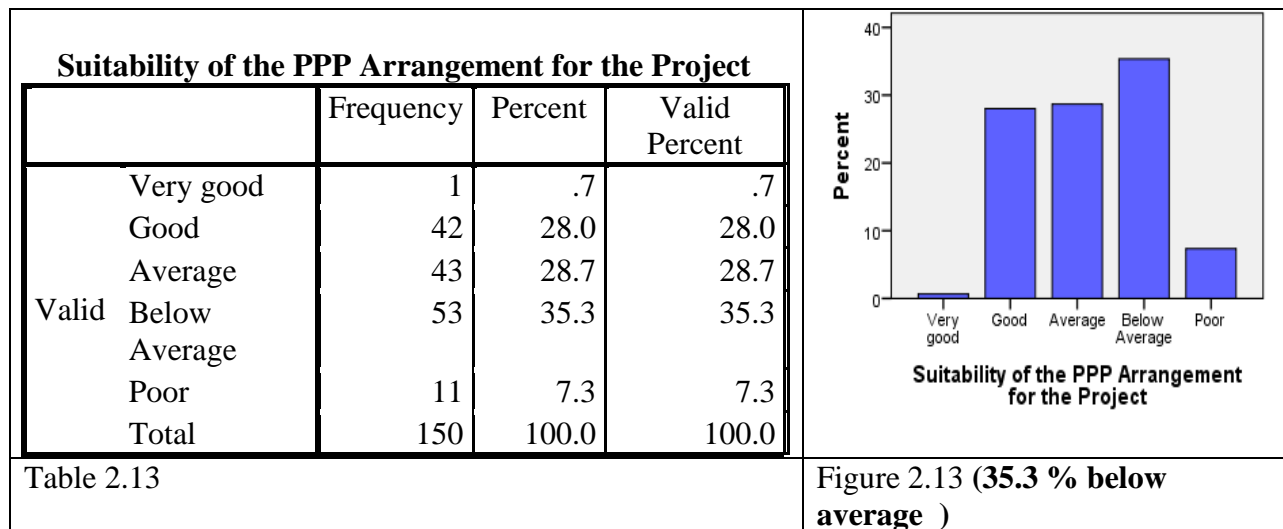 Suitability of the PPP Arrangement for the Project
Frequency Percent Valid
Percent
Very good 1 .7 .7
Good 42 28.0 28.0
Average 43 28.7 28.7
Valid Below 53 35.3 35.3
Average
Poor 11 7.3 7.3
Total 150 100.0 100.0
Table 2.13
40
30
20
10
0
Percent
Very Good Average Below Poor
good Average
Suitability of the PPP Arrangement
for the Project
Figure 2.13 (35.3 % below
average )